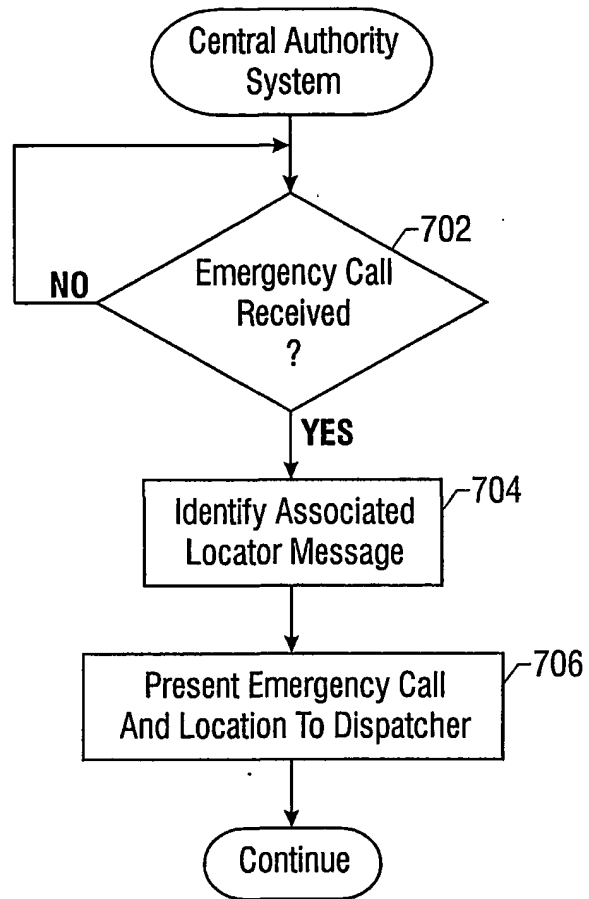 Central Authority
System
702
Emergency Call
Received
?
NO
YES
704
Identify Associated
Locator Message
706
Present Emergency Call
And Location To Dispatcher
Continue